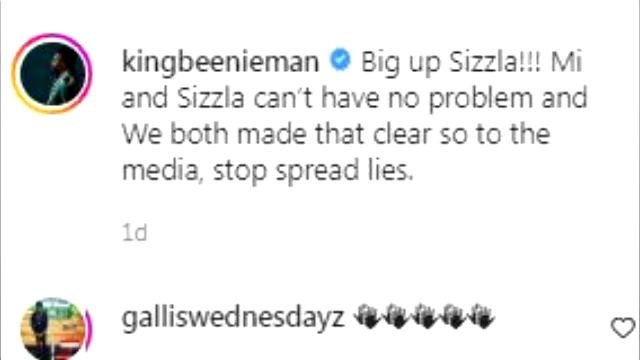 kingbeenieman Big up Sizzla!!! Mi
and Sizzla can't have no problem and
We both made that clear so to the
media, stop spread lies.
1d
galliswednesdayz 👋👋👋👋👋